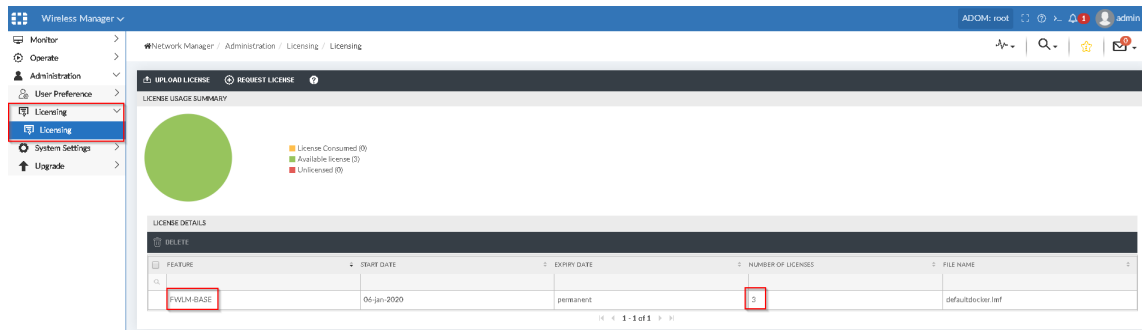 Wireless Manager
ADOM: root
1
admin
Monitor
Operate
Administration
User Preference
Licensing
Licensing
System Settings
Upgrade
Network Manager / Administration / Licensing / Licensing
0
UPLOAD LICENSE
REQUEST LICENSE
?
LICENSE USAGE SUMMARY
License Consumed (0)
Available license (3)
Unlicensed (0)
LICENSE DETAILS
DELETE
FEATURE START DATE EXPIRY DATE NUMBER OF LICENSES FILE NAME
FWLM-BASE 06-jan-2020 permanent 3 defaultdocker.lmf
1 - 1 of 1